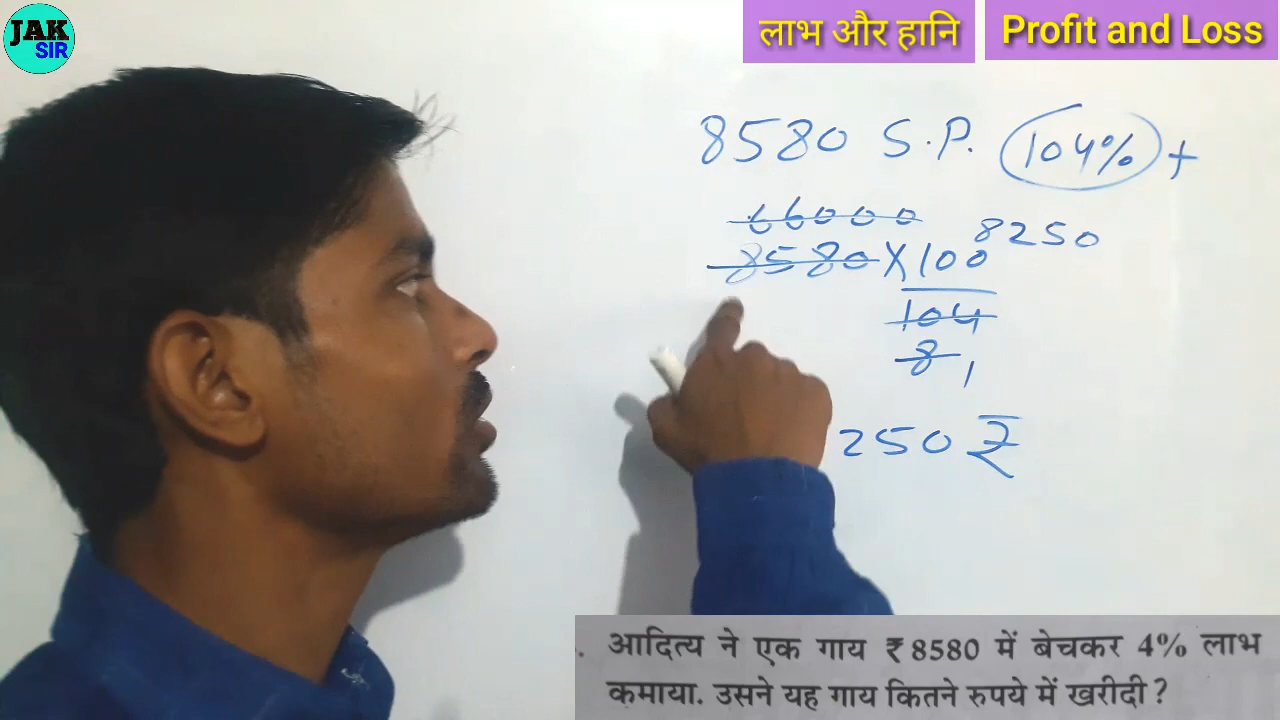 JAK
SIR
लाभ और हानि
Profit and Loss
8580 S.P. 104% +
66000
8250
8580 X 100
104
8 1
250 ₹
आदित्य ने एक गाय ₹ 8580 में बेचकर 4% लाभ
कमाया. उसने यह गाय कितने रुपये में खरीदी ?